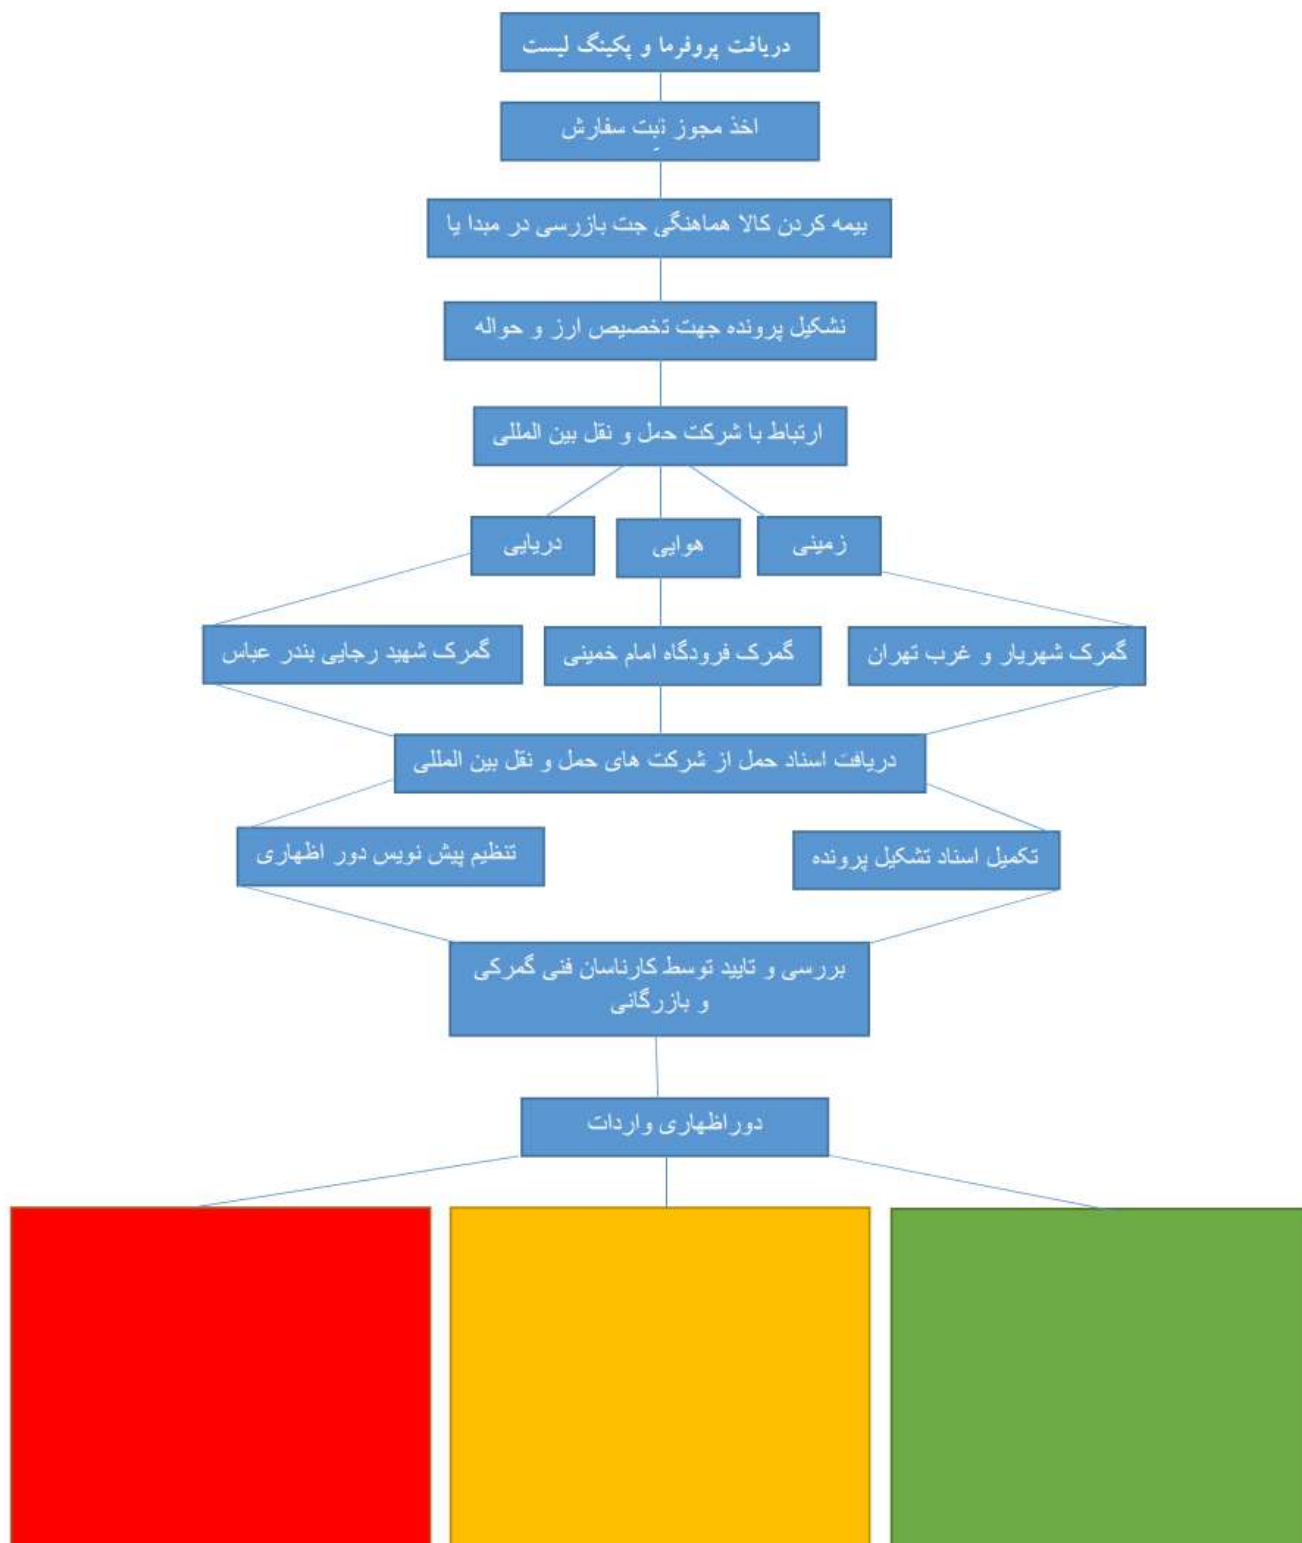 دریافت پروفرما و پکینگ لیست
اخذ مجوز ثبت سفارش
بیمه کردن کالا هماهنگی جت بازرسی در مبدا یا
تشکیل پرونده جهت تخصیص ارز و حواله
ارتباط با شرکت حمل و نقل بین المللی
زمینی
هوایی
دریایی
گمرک شهریار و غرب تهران
گمرک فرودگاه امام خمینی
گمرک شهید رجایی بندر عباس
دریافت اسناد حمل از شرکت های حمل و نقل بین المللی
تکمیل اسناد تشکیل پرونده
تنظیم پیش نویس دور اظهاری
بررسی و تایید توسط کارناسان فنی گمرکی
و بازرگانی
دوراظهاری واردات